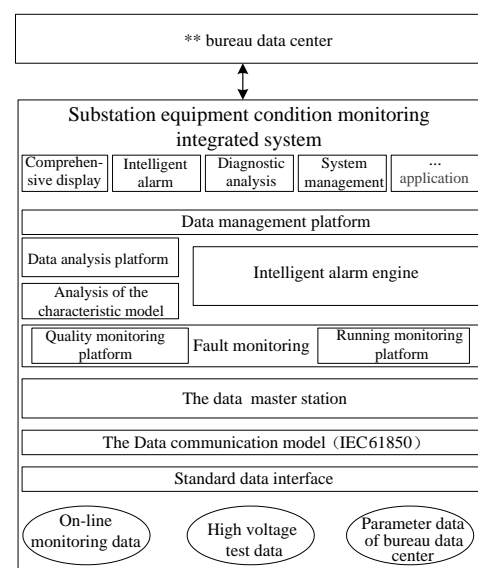 ** bureau data center
Substation equipment condition monitoring
integrated system
Comprehen-
sive display
Intelligent
alarm
Diagnostic
analysis
System
management
...
application
Data management platform
Data analysis platform
Intelligent alarm engine
Analysis of the
characteristic model
Quality monitoring
platform
Fault monitoring
Running monitoring
platform
The data master station
The Data communication model（IEC61850）
Standard data interface
On-line
monitoring data
High voltage
test data
Parameter data
of bureau data
center